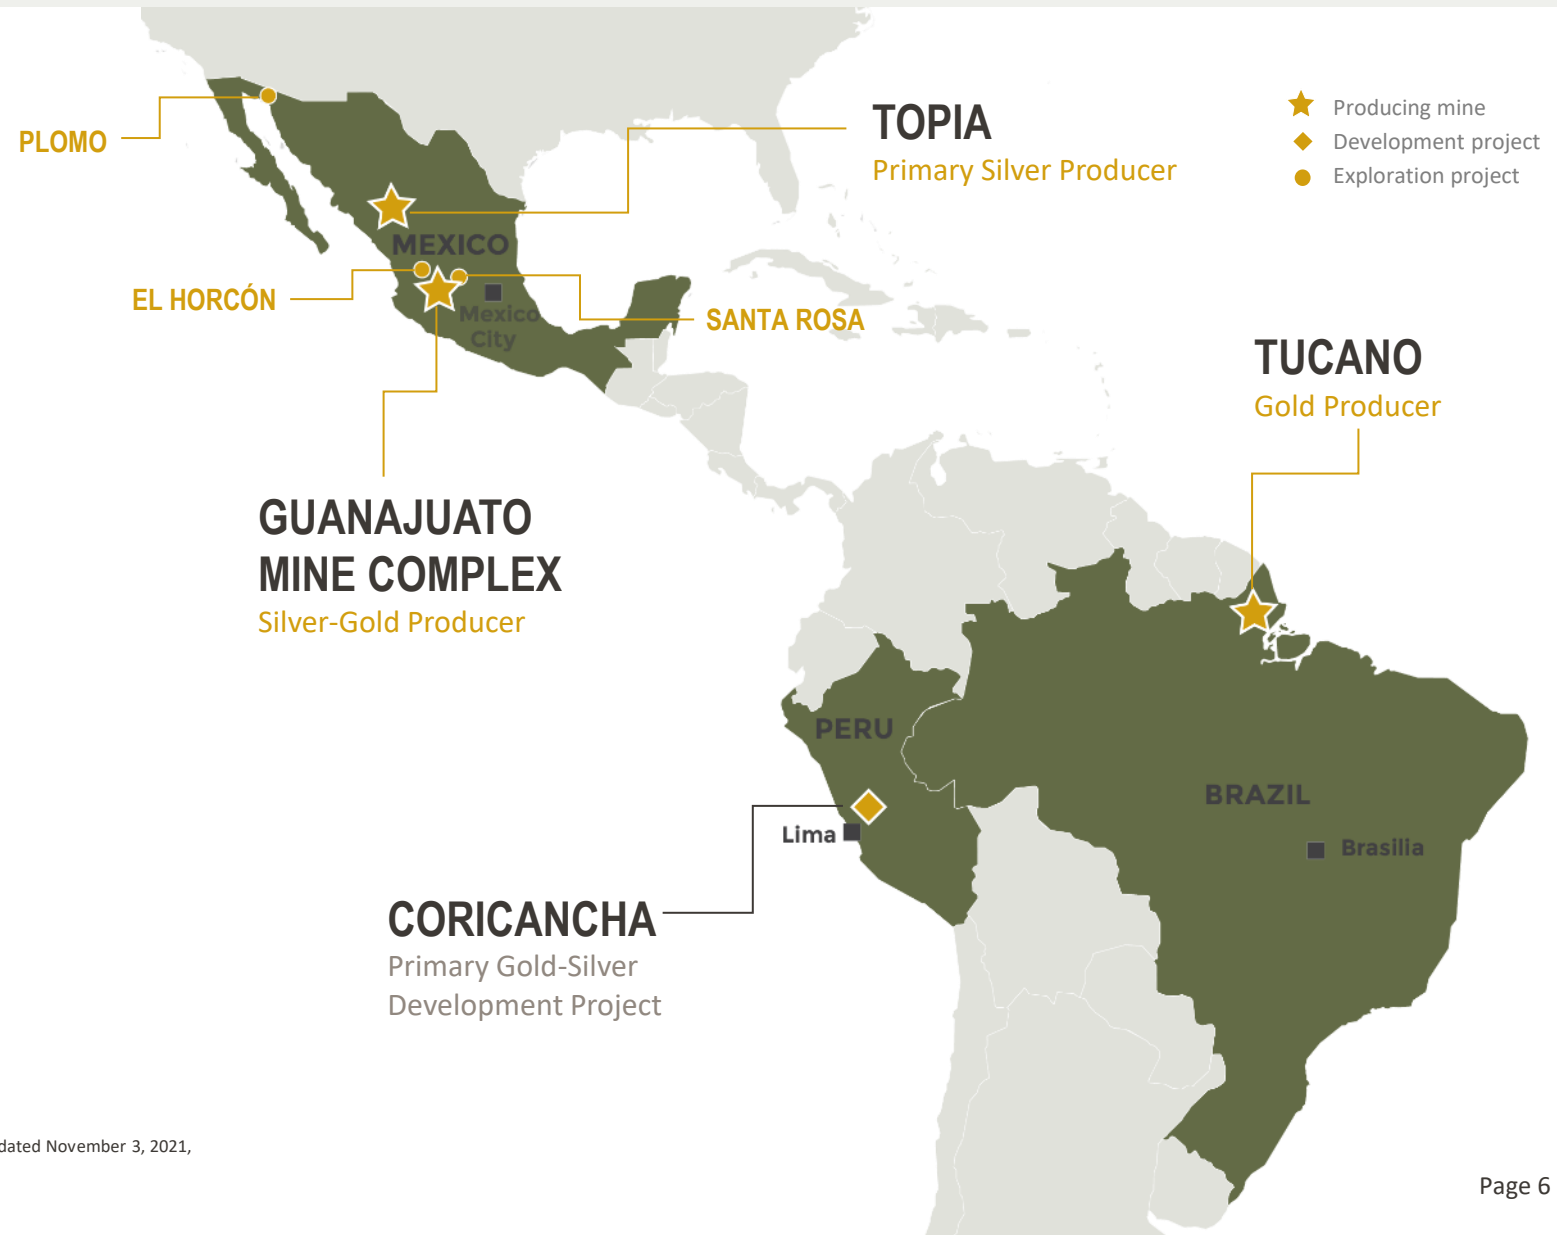 PLOMO
TOPIA
Primary Silver Producer
Producing mine
Development project
Exploration project
MEXICO
EL HORCÓN
Mexico
City
SANTA ROSA
TUCANO
Gold Producer
GUANAJUATO
MINE COMPLEX
Silver-Gold Producer
PERU
BRAZIL
Lima
Brasilia
CORICANCHA
Primary Gold-Silver
Development Project
dated November 3, 2021,
Page 6